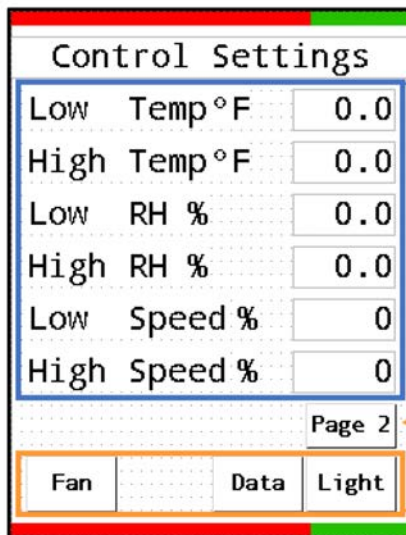 Control Settings
Low Temp°F 0.0
High Temp°F 0.0
Low RH % 0.0
High RH % 0.0
Low Speed % 0
High Speed % 0
Page 2
Fan Data Light